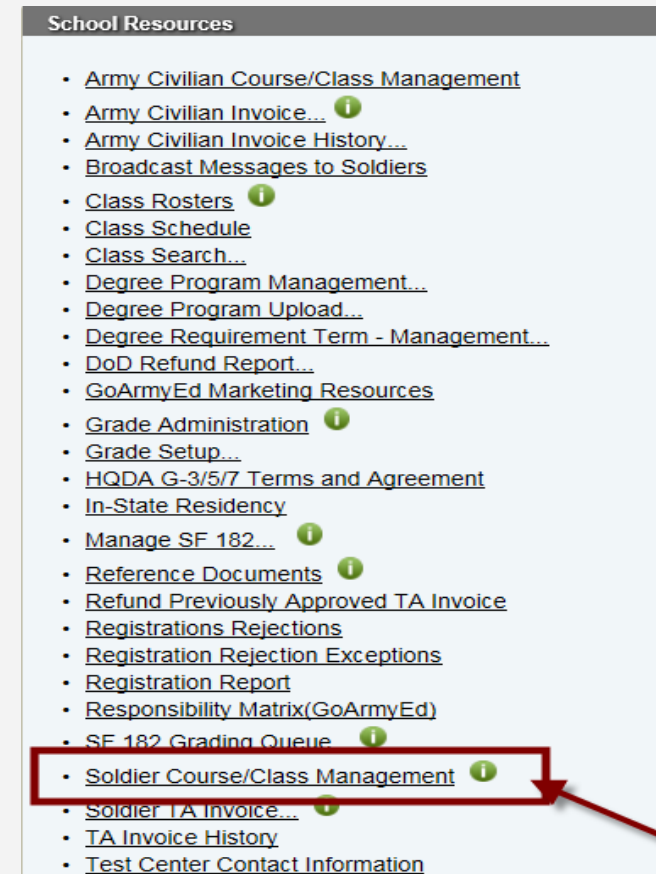 School Resources
• Army Civilian Course/Class Management
• Army Civilian Invoice...
• Army Civilian Invoice History...
• Broadcast Messages to Soldiers
• Class Rosters
• Class Schedule
• Class Search...
• Degree Program Management...
• Degree Program Upload...
• Degree Requirement Term - Management...
• DoD Refund Report...
• GoArmyEd Marketing Resources
• Grade Administration
• Grade Setup...
• HQDA G-3/5/7 Terms and Agreement
• In-State Residency
• Manage SF 182...
• Reference Documents
• Refund Previously Approved TA Invoice
• Registrations Rejections
• Registration Rejection Exceptions
• Registration Report
• Responsibility Matrix(GoArmyEd)
• SF 182 Grading Queue
• Soldier Course/Class Management
• Soldier TA Invoice...
• TA Invoice History
• Test Center Contact Information